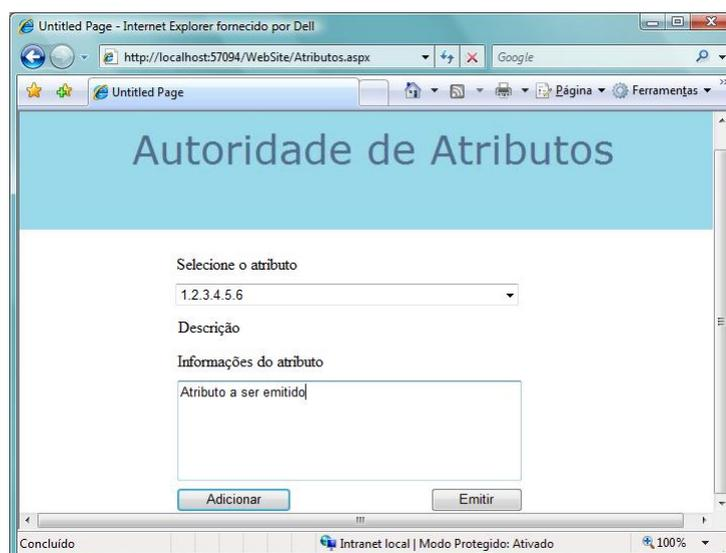 Untitled Page - Internet Explorer fornecido por Dell
http://localhost:57094/WebSite/Atributos.aspx
Google
Untitled Page
Página
Ferramentas
»
Autoridade de Atributos
Selecione o atributo
1.2.3.4.5.6
Descrição
Informações do atributo
Atributo a ser emitido
Adicionar
Emitir
Concluído
Intranet local | Modo Protegido: Ativado
100%